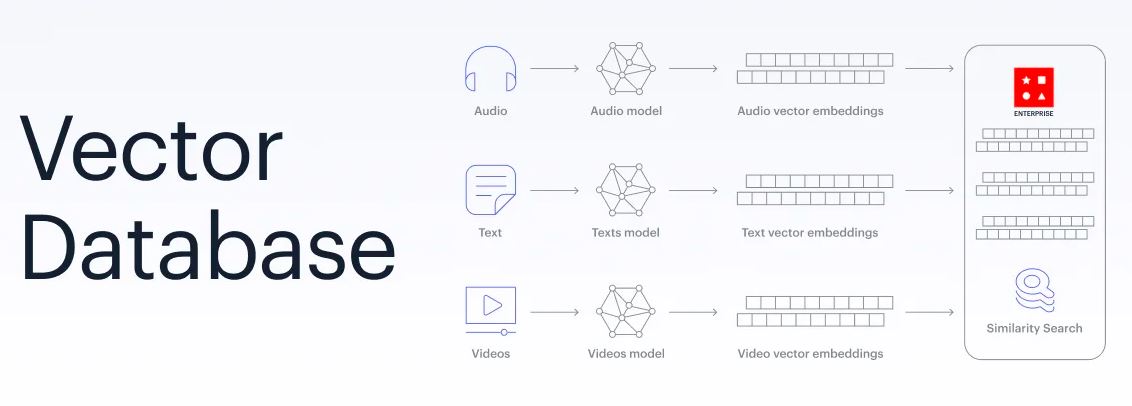 Vector
Database
Audio
Audio model
Audio vector embeddings
ENTERPRISE
Text
Texts model
Text vector embeddings
Similarity Search
Videos
Videos model
Video vector embeddings